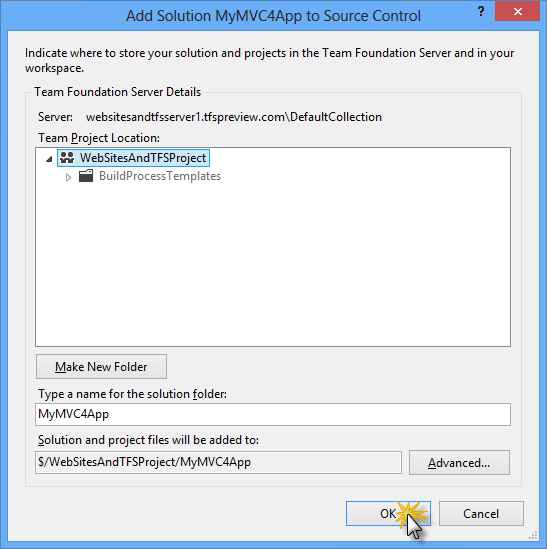 Add Solution MyMVC4App to Source Control
?
Indicate where to store your solution and projects in the Team Foundation Server and in your
workspace.
Team Foundation Server Details
Server: websitesandtfsserver1.tfspreview.com\DefaultCollection
Team Project Location:
WebSitesAndTFSProject
BuildProcessTemplates
Make New Folder
Type a name for the solution folder:
MyMVC4App
Solution and project files will be added to:
$/WebSitesAndTFSProject/MyMVC4App
Advanced...
OK
Cancel